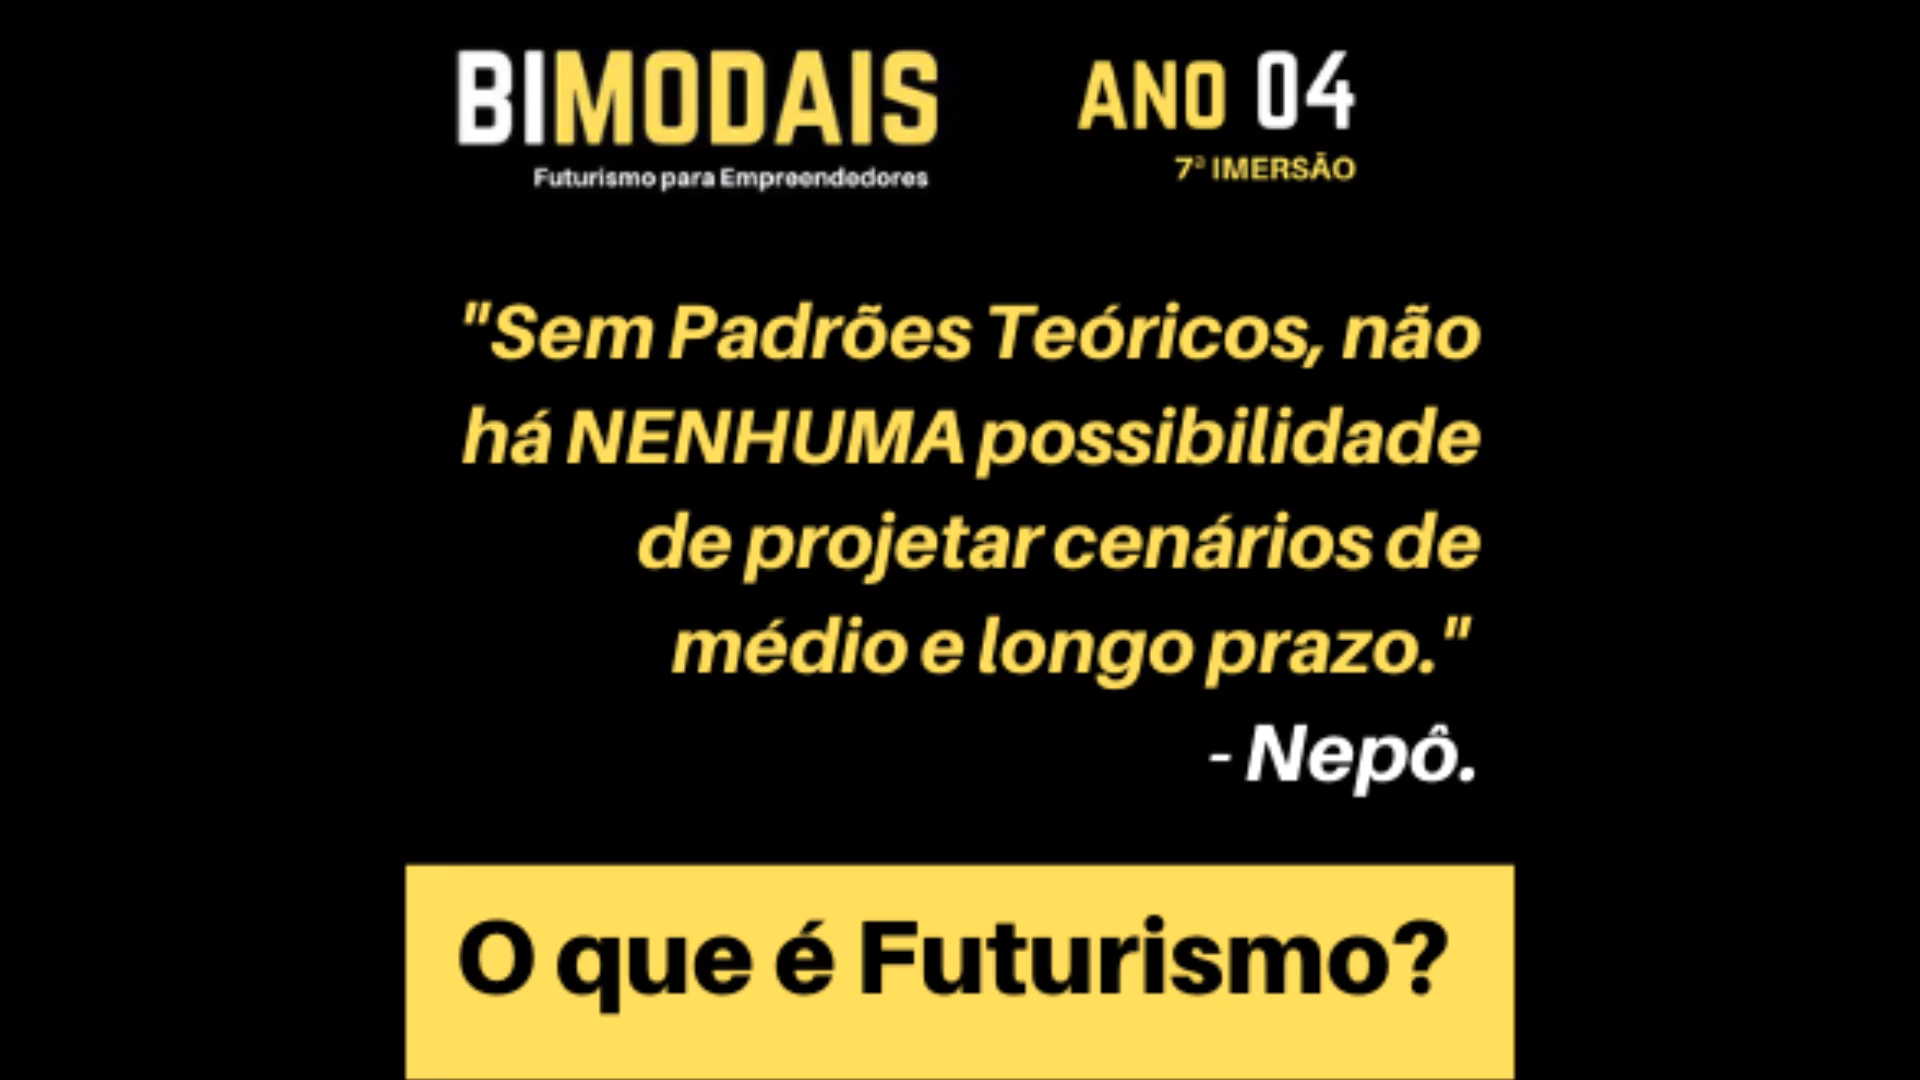 BIMODAIS
Futurismo para Empreendedores
ANO 04
7ª IMERSÃO
"Sem Padrões Teóricos, não
há NENHUMA possibilidade
de projetar cenários de
médio e longo prazo."
- Nepô.
O que é Futurismo?